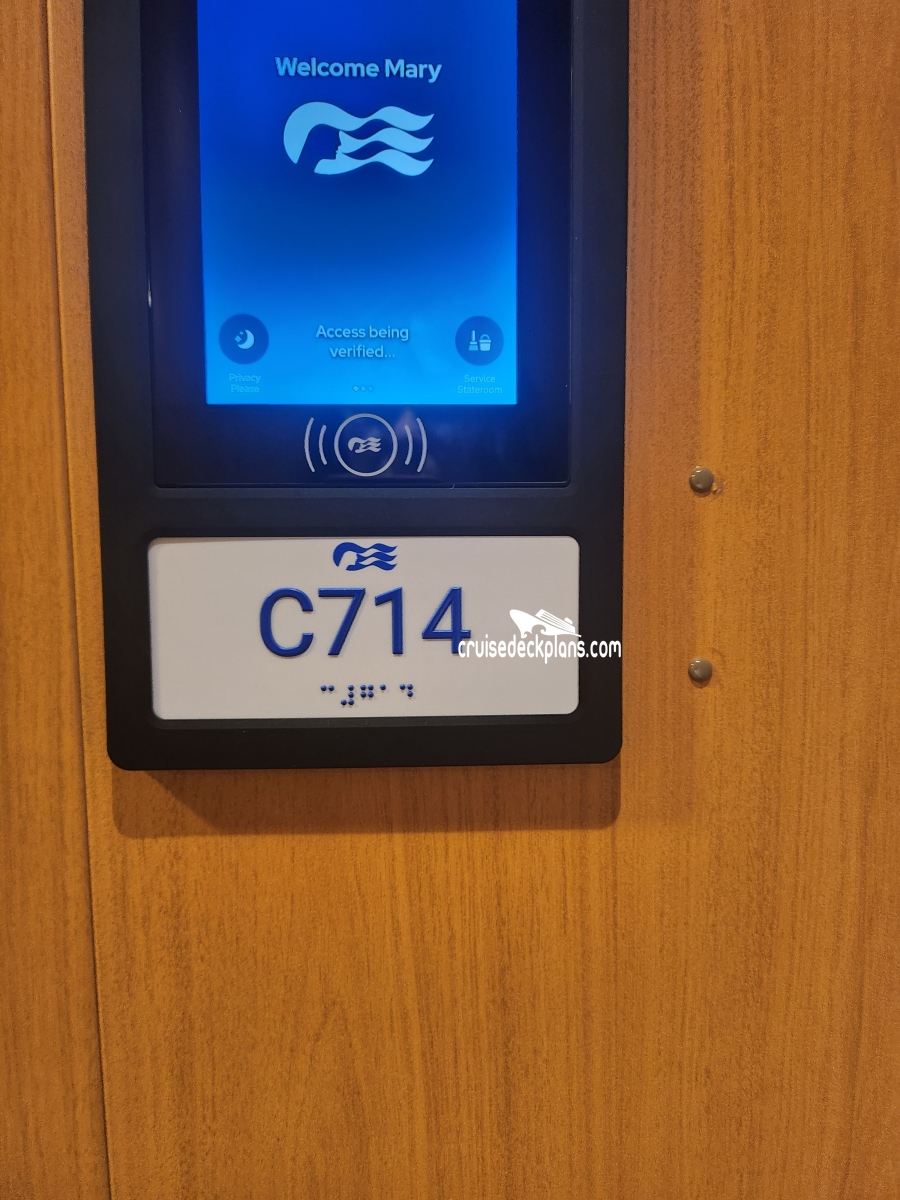 Welcome Mary
Access being
verified...
Privacy
Please
Service
Stateroom
C714
cruisedeckplans.com
⠉⠼⠛⠁⠙